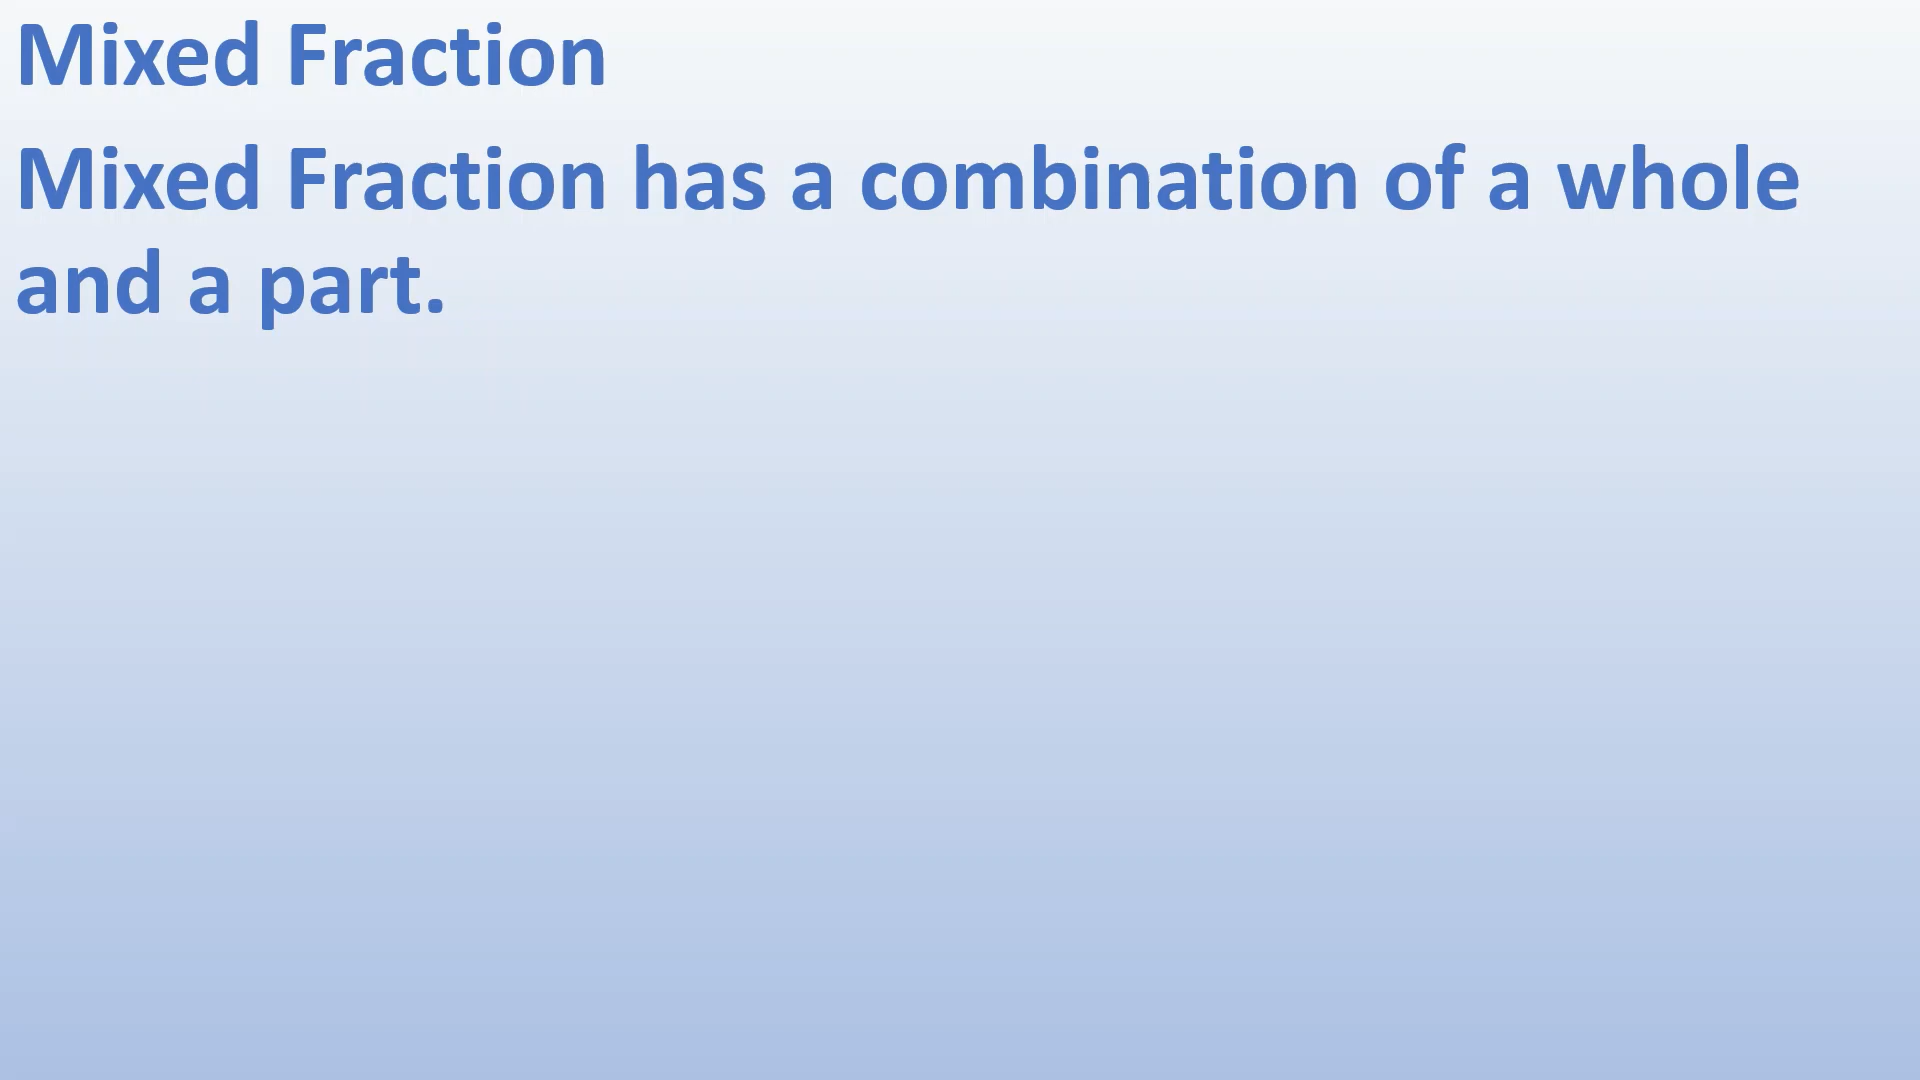 Mixed Fraction
Mixed Fraction has a combination of a whole
and a part.